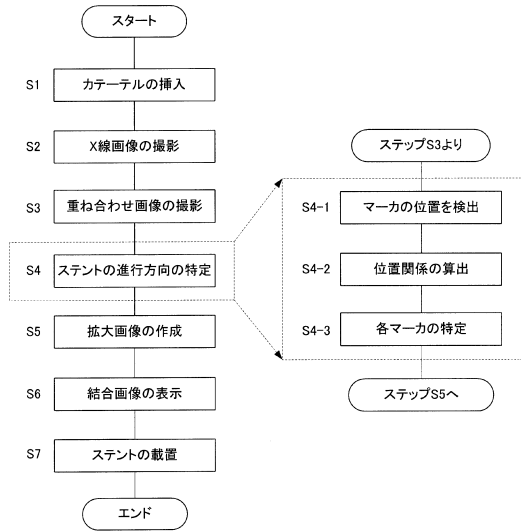 スタート
S1 カテーテルの挿入
S2 X線画像の撮影
S3 重ね合わせ画像の撮影
S4 ステントの進行方向の特定
S5 拡大画像の作成
S6 結合画像の表示
S7 ステントの載置
エンド
ステップS3より
S4-1 マーカの位置を検出
S4-2 位置関係の算出
S4-3 各マーカの特定
ステップS5へ